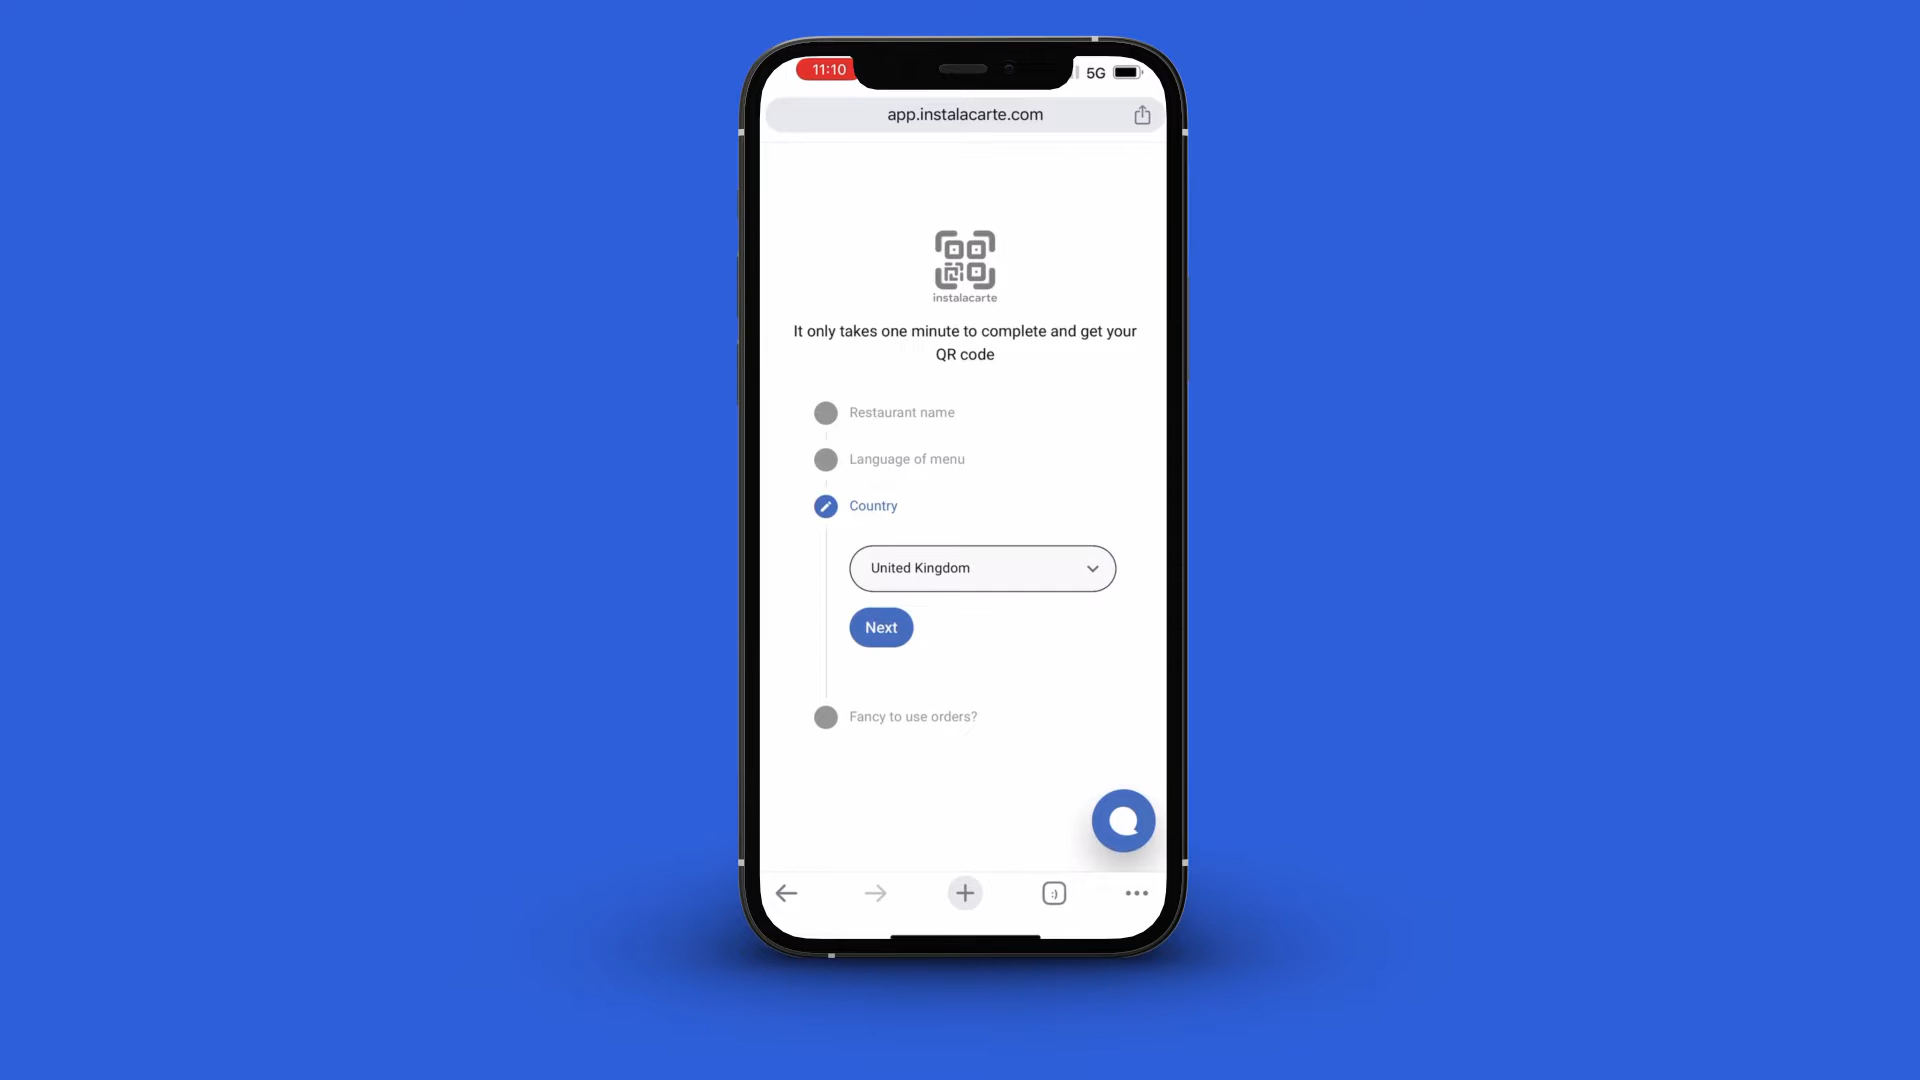 11:10
5G
app.instalacarte.com
instalacarte
It only takes one minute to complete and get your
QR code
Restaurant name
Language of menu
Country
United Kingdom
Next
Fancy to use orders?
:)